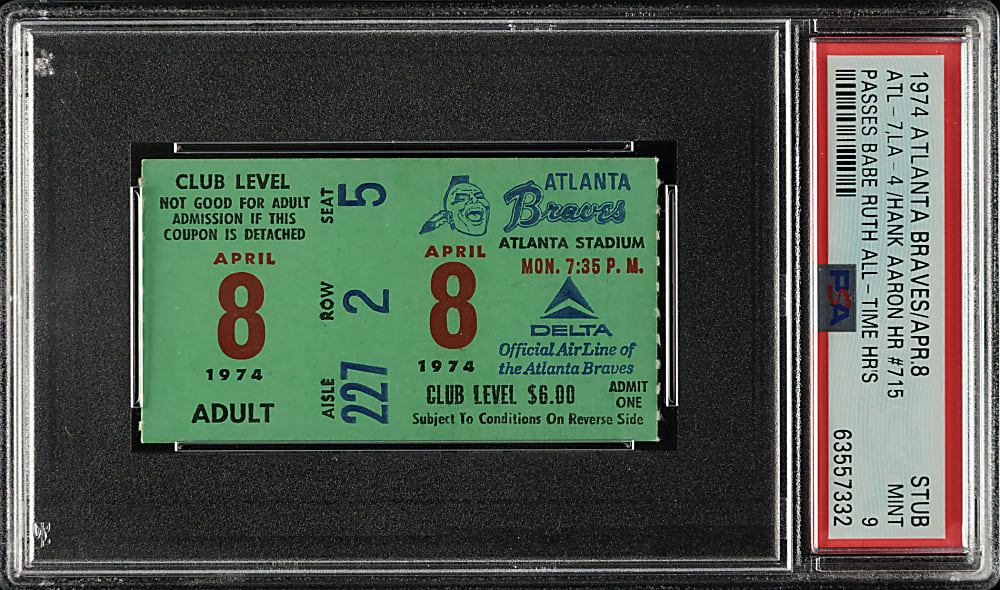 CLUB LEVEL
NOT GOOD FOR ADULT
ADMISSION IF THIS
COUPON IS DETACHED
APRIL
8
1974
ADULT
SEAT 5
ROW 2
AISLE 227
ATLANTA
Braves
ATLANTA STADIUM
APRIL
8
1974
MON. 7:35 P. M.
DELTA
Official AirLine of
the Atlanta Braves
CLUB LEVEL $6.00
ADMIT
ONE
Subject To Conditions On Reverse Side
1974 ATLANTA BRAVES/APR.8 STUB
ATL - 7,LA - 4/HANK AARON HR #715 MINT
PASSES BABE RUTH ALL - TIME HR'S 9
63557332
PSA